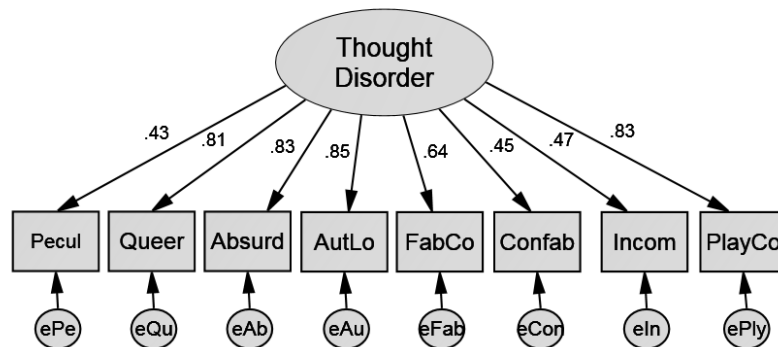 Thought
Disorder
.43 .81 .83 .85 .64 .45 .47 .83
Pecul Queer Absurd AutLo FabCo Confab Incom PlayCo
ePe eQu eAb eAu eFab eCon eIn ePly